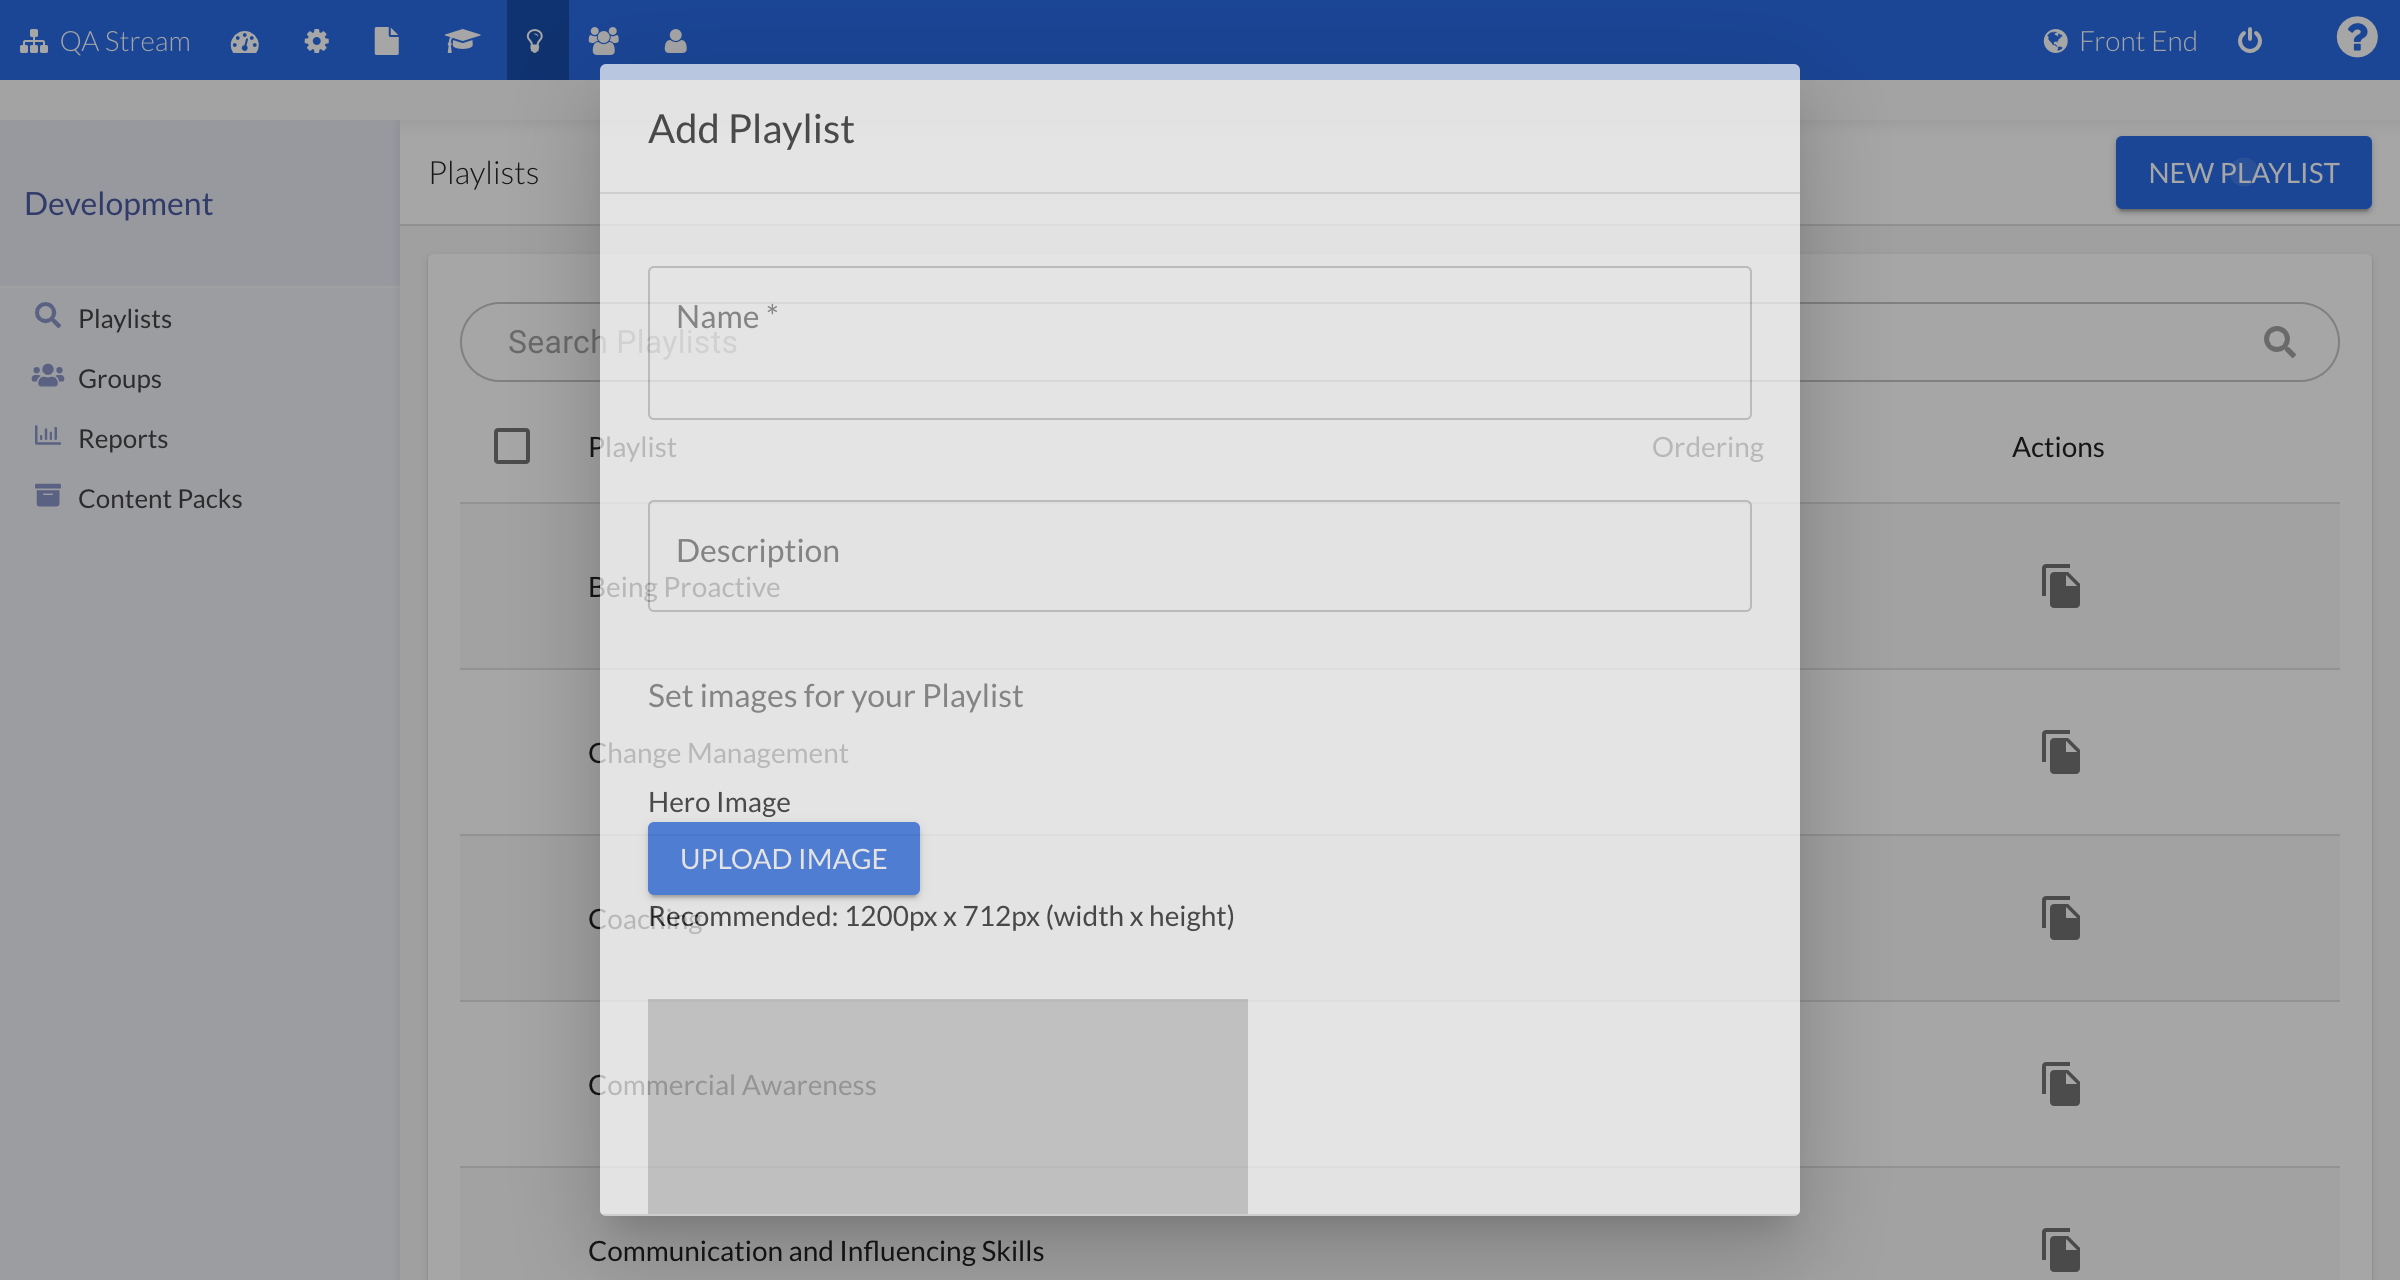 QA Stream
Front End
Add Playlist
Playlists
NEW PLAYLIST
Development
Name *
Search Playlists
Playlists
Groups
Reports
Content Packs
Playlist
Ordering
Actions
Description
Being Proactive
Set images for your Playlist
Change Management
Hero Image
UPLOAD IMAGE
Recommended: 1200px x 712px (width x height)
Coaching
Commercial Awareness
Communication and Influencing Skills